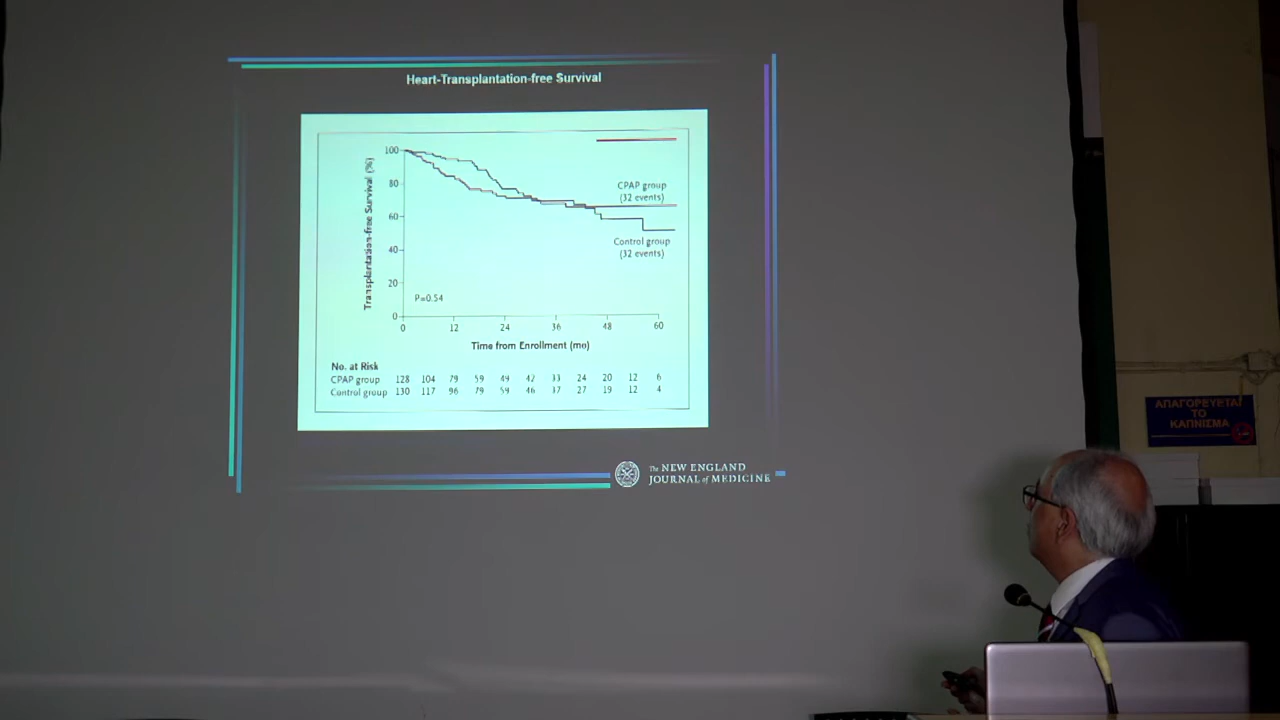 Heart-Transplantation-free Survival
Transplantation-free Survival (%)
100
80
60
40
20
0
CPAP group
(32 events)
Control group
(32 events)
P=0.54
0 12 24 36 48 60
Time from Enrollment (mo)
No. at Risk
CPAP group 128 104 79 59 49 42 33 24 20 12 6
Control group 130 117 96 79 59 46 37 27 19 12 4
The NEW ENGLAND
JOURNAL of MEDICINE
ΑΠΑΓΟΡΕΥΕΤΑΙ
ΤΟ
ΚΑΠΝΙΣΜΑ